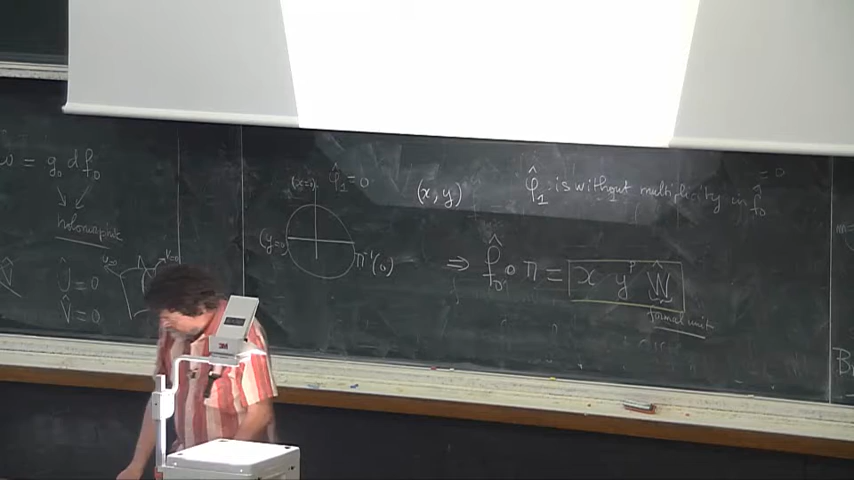 ω = g₀ df₀
holomorphic
U = 0
V = 0
(x=0) φ̂₁ = 0
(y=0)
π⁻¹(0)
(x, y) φ̂₁ : is without multiplicity in f̂₀
⇒ f̂₀ ∘ π = x y^p Ŵ
formal unit
3M